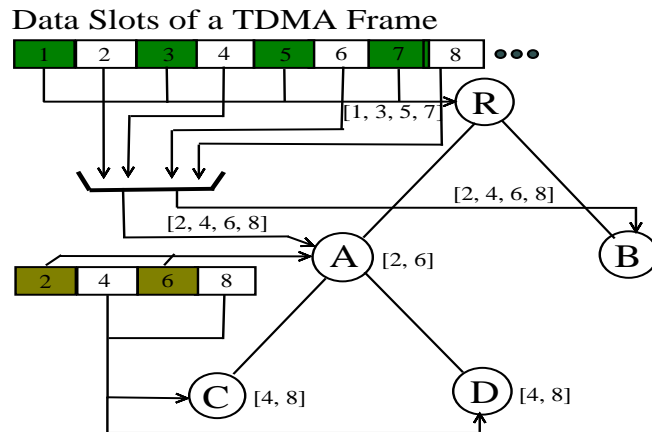 Data Slots of a TDMA Frame
1 2 3 4 5 6 7 8
R
[1, 3, 5, 7]
[2, 4, 6, 8]
[2, 4, 6, 8]
A
[2, 6]
B
2 4 6 8
C
[4, 8]
D
[4, 8]